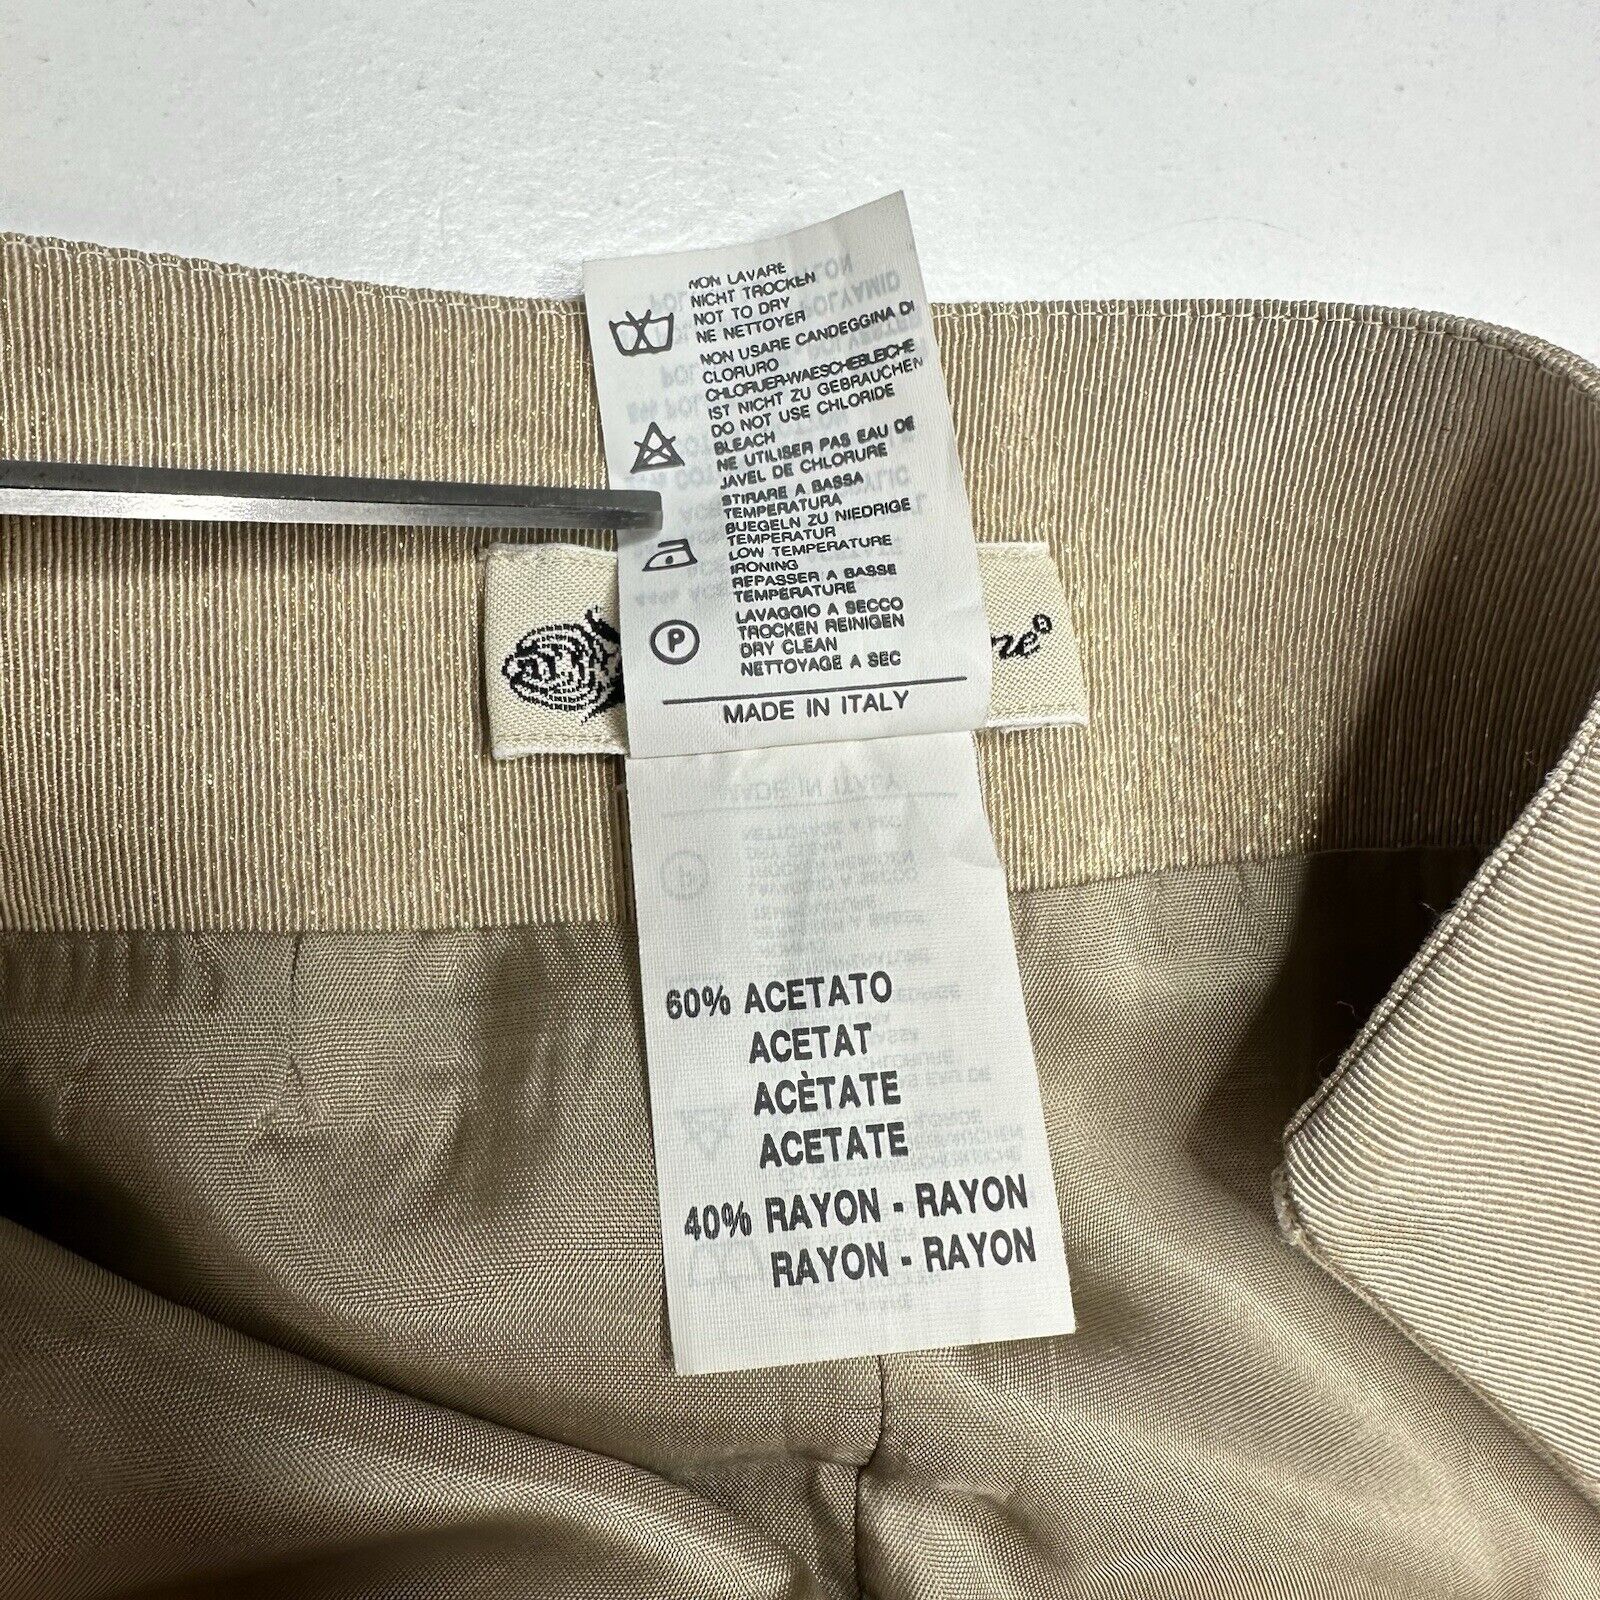 NON LAVARE
NICHT TROCKEN
NOT TO DRY
NE NETTOYER
NON USARE CANDEGGINA DI
CLORURO
CHLORUER-WAESCHEBLEICHE
IST NICHT ZU GEBRAUCHEN
DO NOT USE CHLORIDE
BLEACH
NE UTILISER PAS EAU DE
JAVEL DE CHLORURE
STIRARE A BASSA
TEMPERATURA
BUEGELN ZU NIEDRIGE
TEMPERATUR
LOW TEMPERATURE
IRONING
REPASSER A BASSE
TEMPERATURE
P
LAVAGGIO A SECCO
TROCKEN REINIGEN
DRY CLEAN
NETTOYAGE A SEC
MADE IN ITALY
60% ACETATO
ACETAT
ACÈTATE
ACETATE
40% RAYON - RAYON
RAYON - RAYON